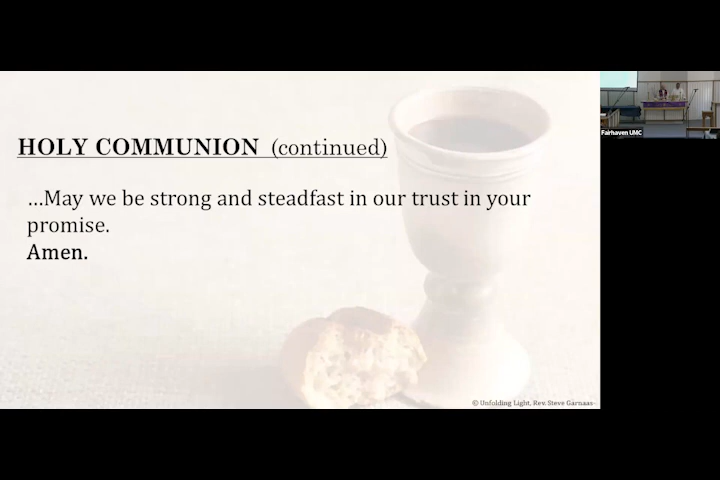 HOLY COMMUNION (continued)
...May we be strong and steadfast in our trust in your
promise.
Amen.
© Unfolding Light, Rev. Steve Garnaas-
Fairhaven UMC